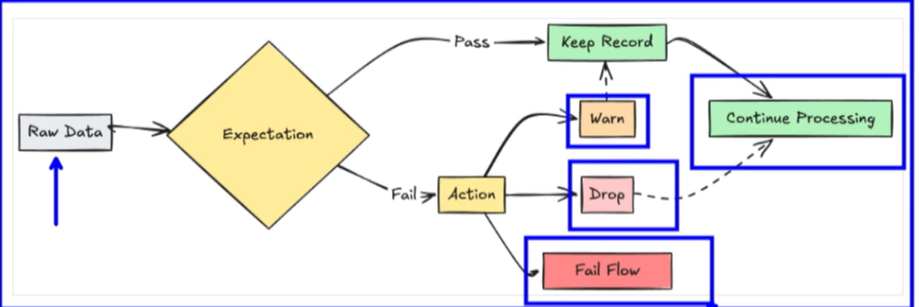 Pass
Keep Record
Raw Data
Expectation
Warn
Continue Processing
Fail
Action
Drop
Fail Flow